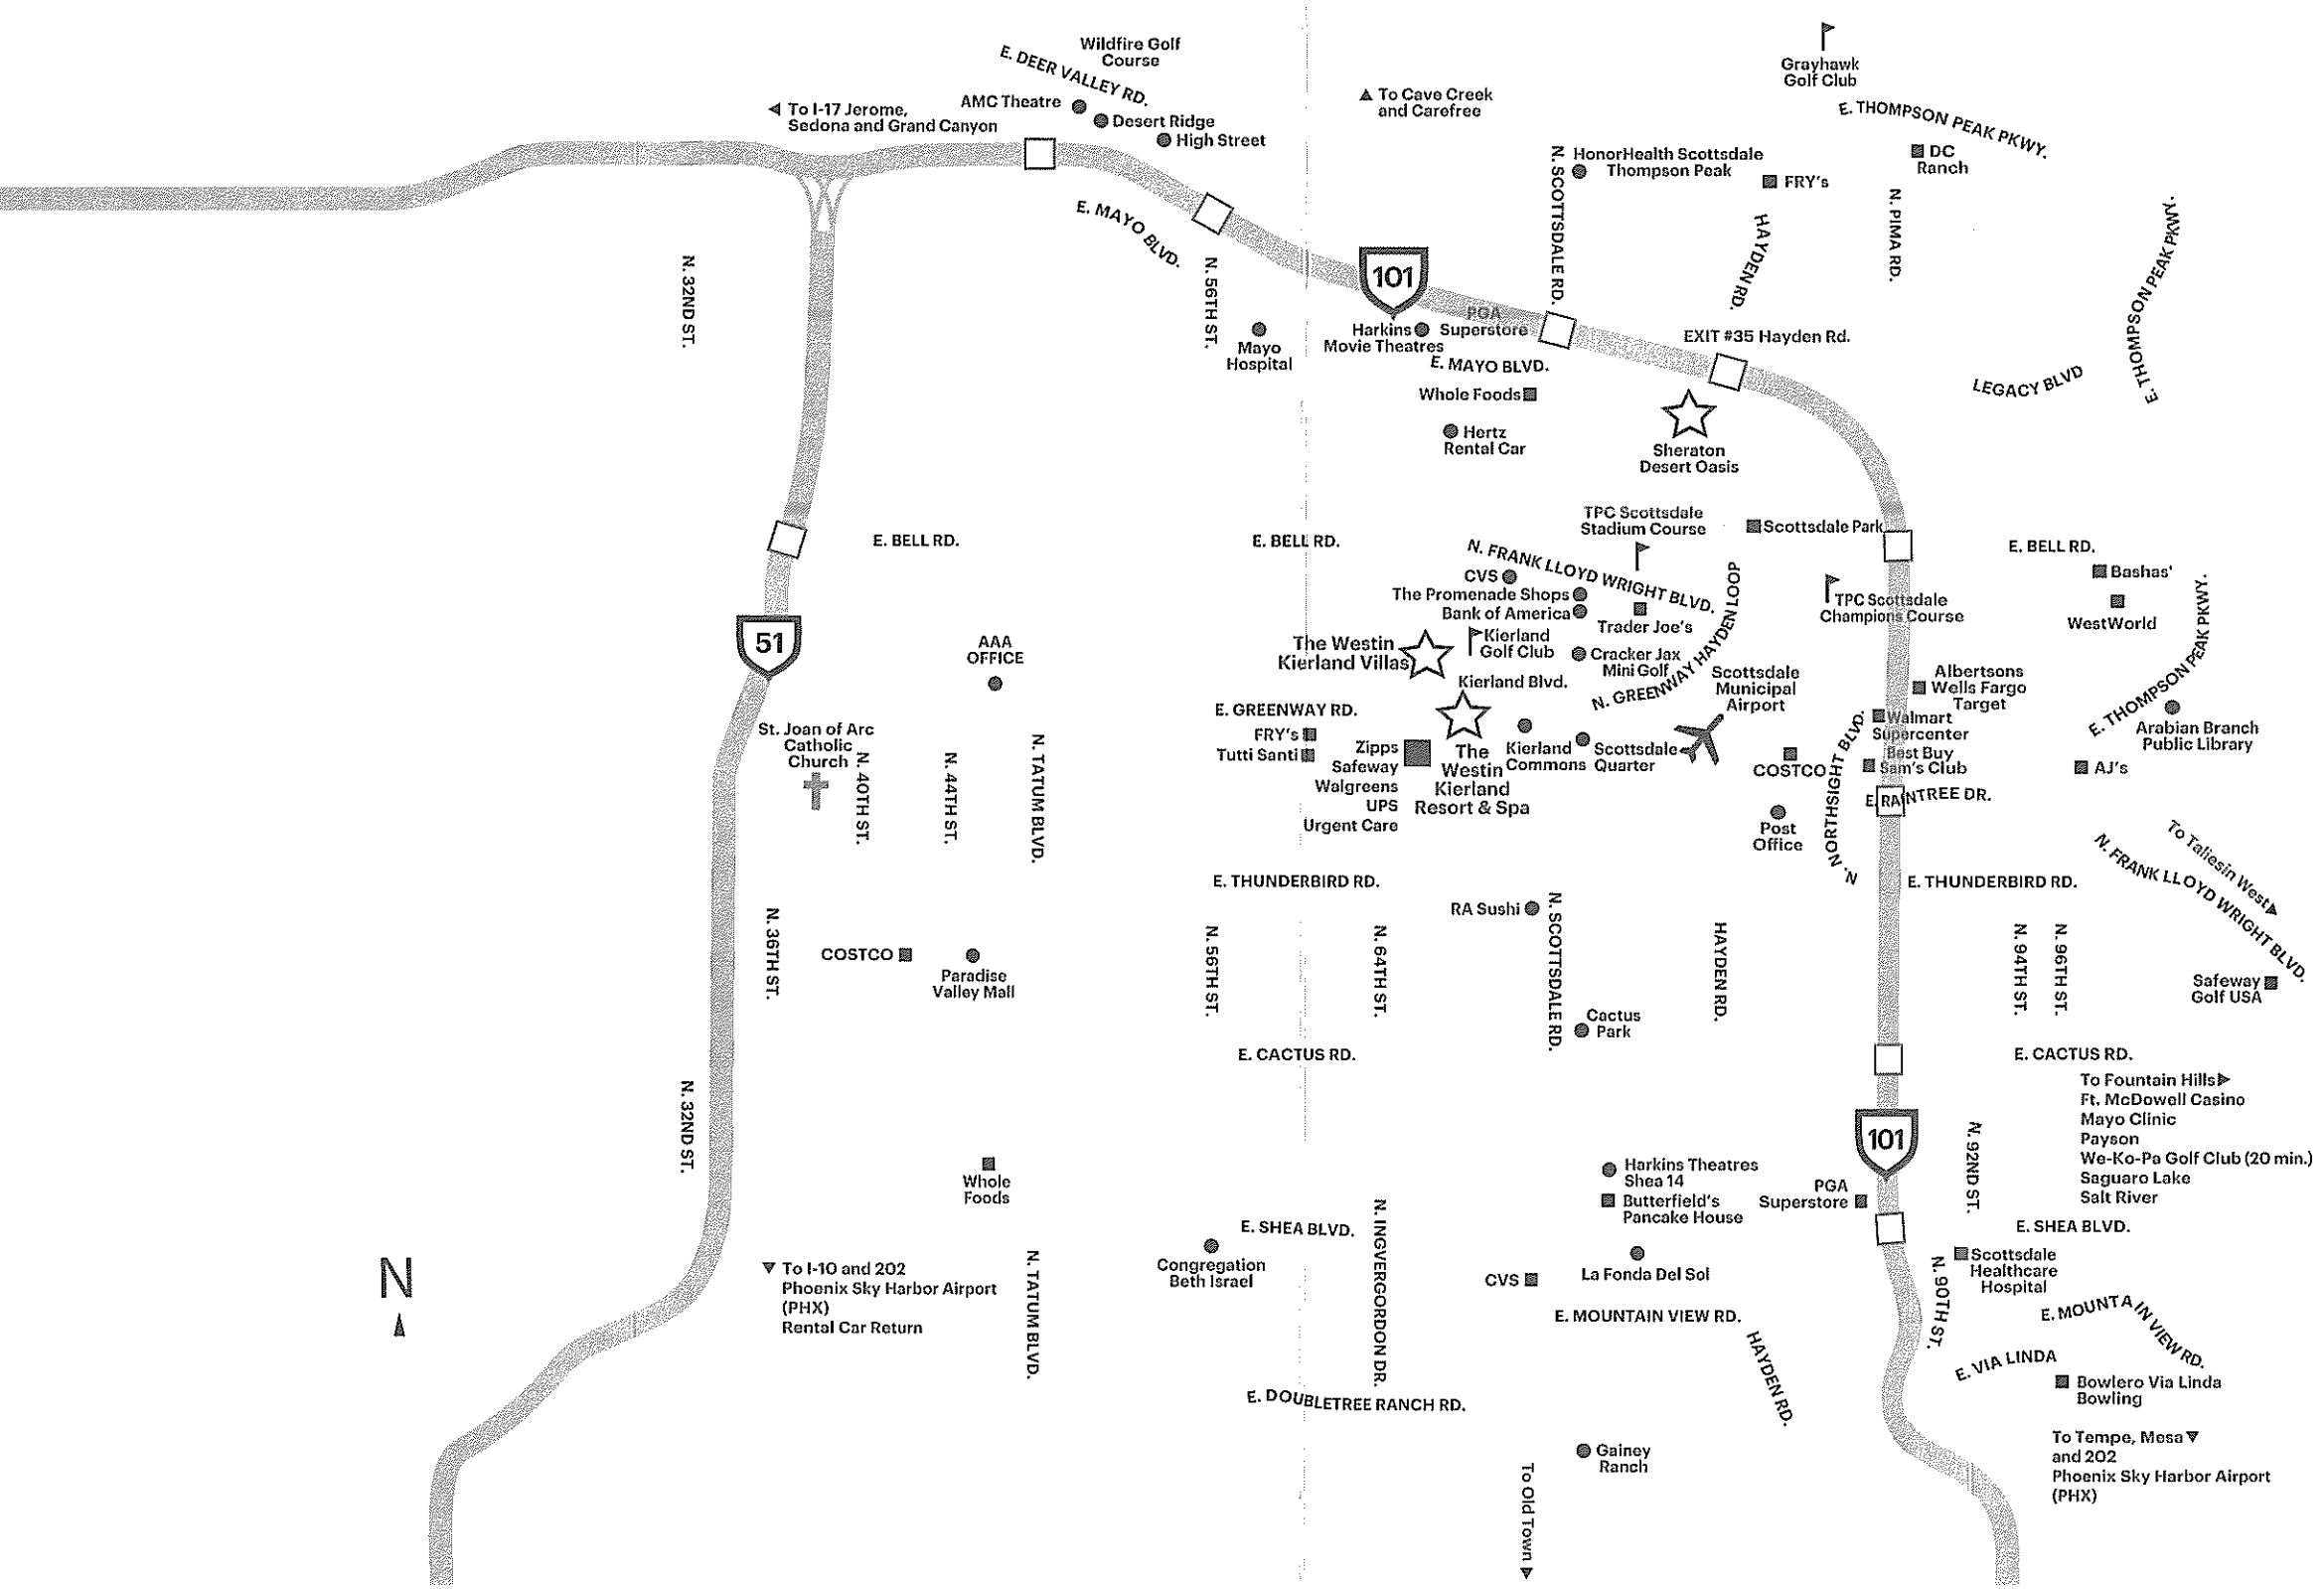 Wildfire Golf
Course
E. DEER VALLEY RD.
AMC Theatre
Desert Ridge
High Street
To I-17 Jerome,
Sedona and Grand Canyon
To Cave Creek
and Carefree
Grayhawk
Golf Club
E. THOMPSON PEAK PKWY.
DC
Ranch
N. SCOTTSDALE RD.
HonorHealth Scottsdale
Thompson Peak
FRY's
HAYDEN RD.
N. PIMA RD.
E. THOMPSON PEAK PKWY.
E. MAYO BLVD.
N. 32ND ST.
N. 56TH ST.
101
Mayo
Hospital
Harkins
Movie Theatres
PGA
Superstore
E. MAYO BLVD.
EXIT #35 Hayden Rd.
LEGACY BLVD
Whole Foods
Hertz
Rental Car
Sheraton
Desert Oasis
TPC Scottsdale
Stadium Course
Scottsdale Park
E. BELL RD.
E. BELL RD.
E. BELL RD.
N. FRANK LLOYD WRIGHT BLVD.
CVS
The Promenade Shops
Bank of America
Trader Joe's
N. GREENWAY HAYDEN LOOP
TPC Scottsdale
Champions Course
Bashas'
WestWorld
E. THOMPSON PEAK PKWY.
51
AAA
OFFICE
The Westin
Kierland Villas
Kierland
Golf Club
Cracker Jax
Mini Golf
Kierland Blvd.
Scottsdale
Municipal
Airport
Albertsons
Wells Fargo
Target
E. GREENWAY RD.
FRY's
Tutti Santi
Zipps
Safeway
Walgreens
UPS
Urgent Care
The
Westin
Kierland
Resort & Spa
Kierland
Commons
Scottsdale
Quarter
COSTCO
N. NORTHSIGHT BLVD.
Walmart
Supercenter
Best Buy
Sam's Club
E. RAINTREE DR.
Arabian Branch
Public Library
AJ's
St. Joan of Arc
Catholic
Church
N. 40TH ST.
N. 44TH ST.
N. TATUM BLVD.
Post
Office
To Taliesin West
N. FRANK LLOYD WRIGHT BLVD.
E. THUNDERBIRD RD.
E. THUNDERBIRD RD.
N. 36TH ST.
COSTCO
Paradise
Valley Mall
N. 56TH ST.
N. 64TH ST.
RA Sushi
N. SCOTTSDALE RD.
HAYDEN RD.
N. 94TH ST.
N. 96TH ST.
Safeway
Golf USA
Cactus
Park
E. CACTUS RD.
E. CACTUS RD.
To Fountain Hills
Ft. McDowell Casino
Mayo Clinic
Payson
We-Ko-Pa Golf Club (20 min.)
Saguaro Lake
Salt River
N. 32ND ST.
101
N. 92ND ST.
Whole
Foods
Harkins Theatres
Shea 14
Butterfield's
Pancake House
PGA
Superstore
E. SHEA BLVD.
E. SHEA BLVD.
N. INGVERGORDON DR.
Congregation
Beth Israel
CVS
La Fonda Del Sol
N. 90TH ST.
Scottsdale
Healthcare
Hospital
N
To I-10 and 202
Phoenix Sky Harbor Airport
(PHX)
Rental Car Return
N. TATUM BLVD.
E. MOUNTAIN VIEW RD.
E. MOUNTAIN VIEW RD.
HAYDEN RD.
E. VIA LINDA
Bowlero Via Linda
Bowling
E. DOUBLETREE RANCH RD.
Gainey
Ranch
To Old Town
To Tempe, Mesa
and 202
Phoenix Sky Harbor Airport
(PHX)